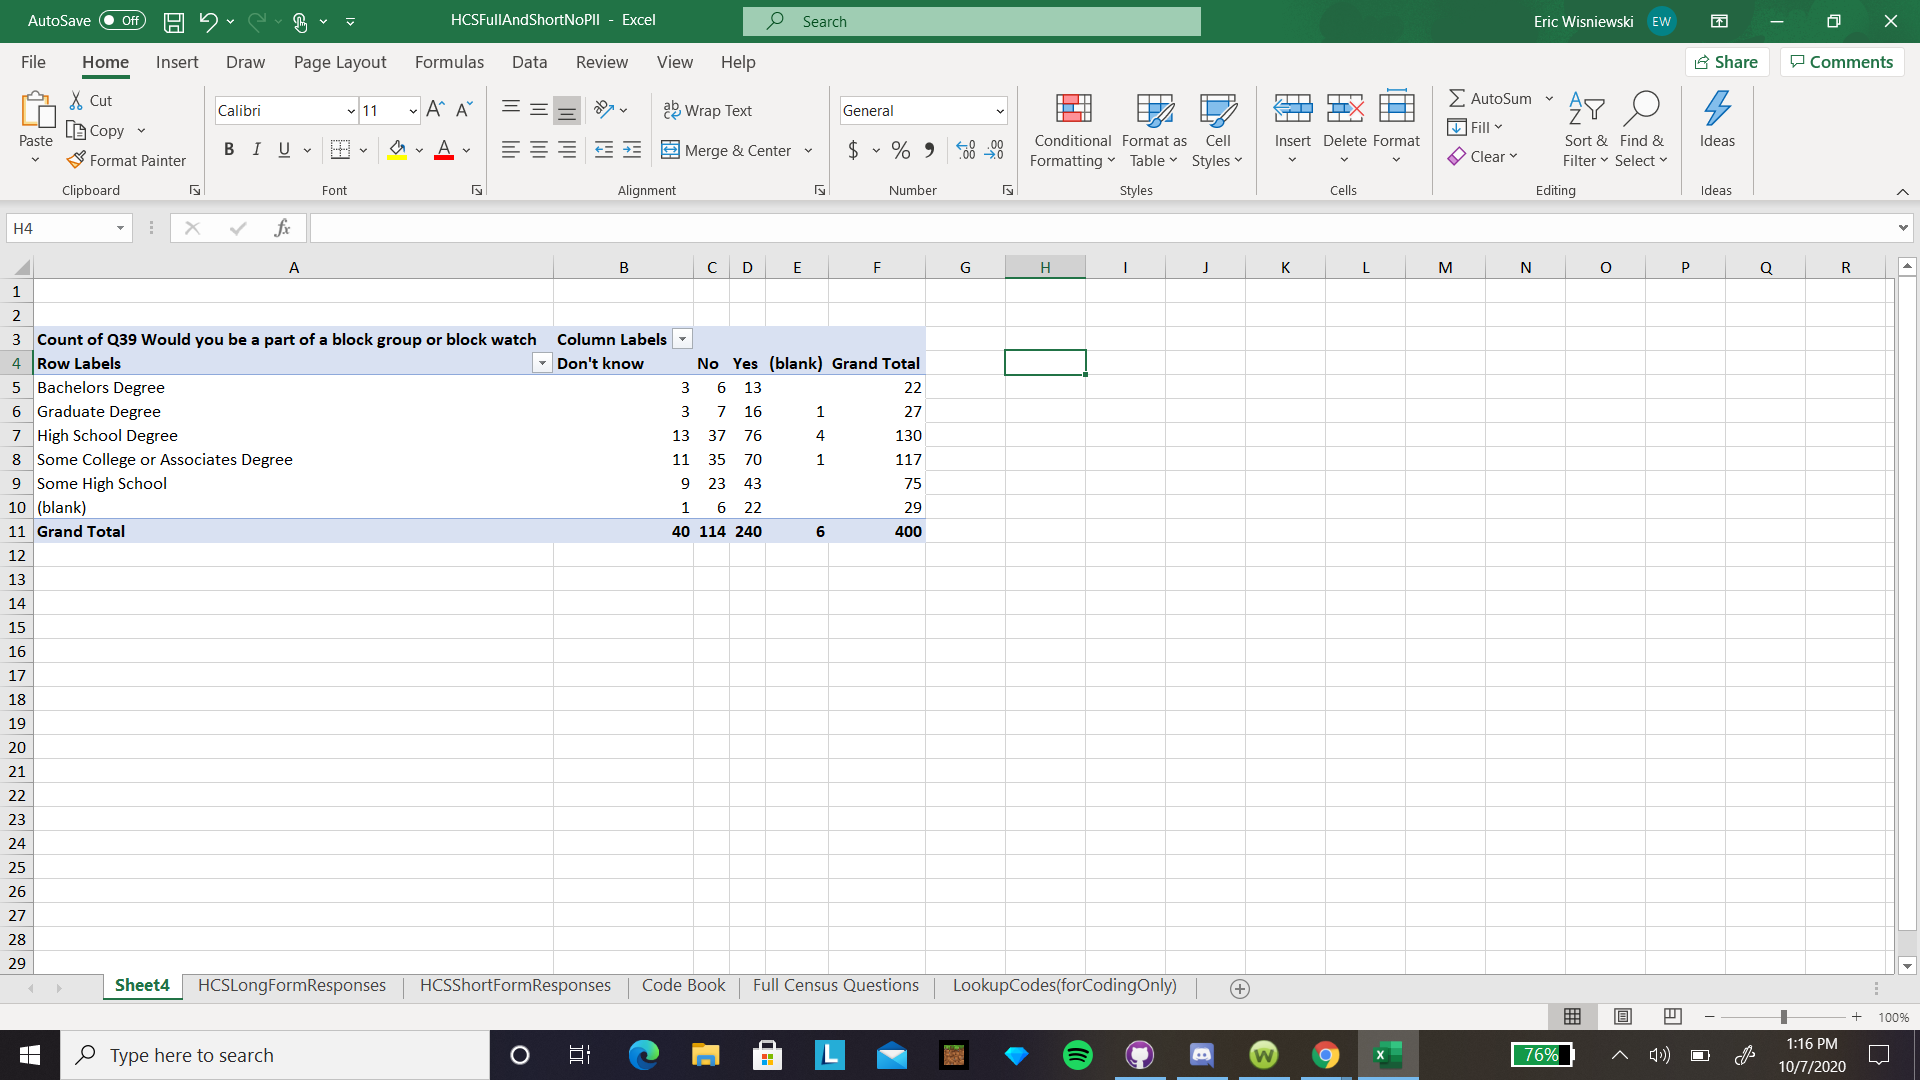 AutoSave Off HCSFullAndShortNoPII - Excel Search Eric Wisniewski EW
File Home Insert Draw Page Layout Formulas Data Review View Help Share Comments
Paste Cut Copy Format Painter
Calibri 11 A A
B I U A
Wrap Text
Merge & Center
General
$ % 9 .00 .00
Conditional Formatting Format as Table Cell Styles
Insert Delete Format
AutoSum
Fill
Clear
Sort & Filter Find & Select
Ideas
Clipboard Font Alignment Number Styles Cells Editing Ideas
H4 fx
A B C D E F G H I J K L M N O P Q R
1
2
3 Count of Q39 Would you be a part of a block group or block watch Column Labels
4 Row Labels Don't know No Yes (blank) Grand Total
5 Bachelors Degree 3 6 13 22
6 Graduate Degree 3 7 16 1 27
7 High School Degree 13 37 76 4 130
8 Some College or Associates Degree 11 35 70 1 117
9 Some High School 9 23 43 75
10 (blank) 1 6 22 29
11 Grand Total 40 114 240 6 400
12
13
14
15
16
17
18
19
20
21
22
23
24
25
26
27
28
29
Sheet4 HCSLongFormResponses HCSShortFormResponses Code Book Full Census Questions LookupCodes(forCodingOnly)
100%
Type here to search L W 76% 1:16 PM
10/7/2020